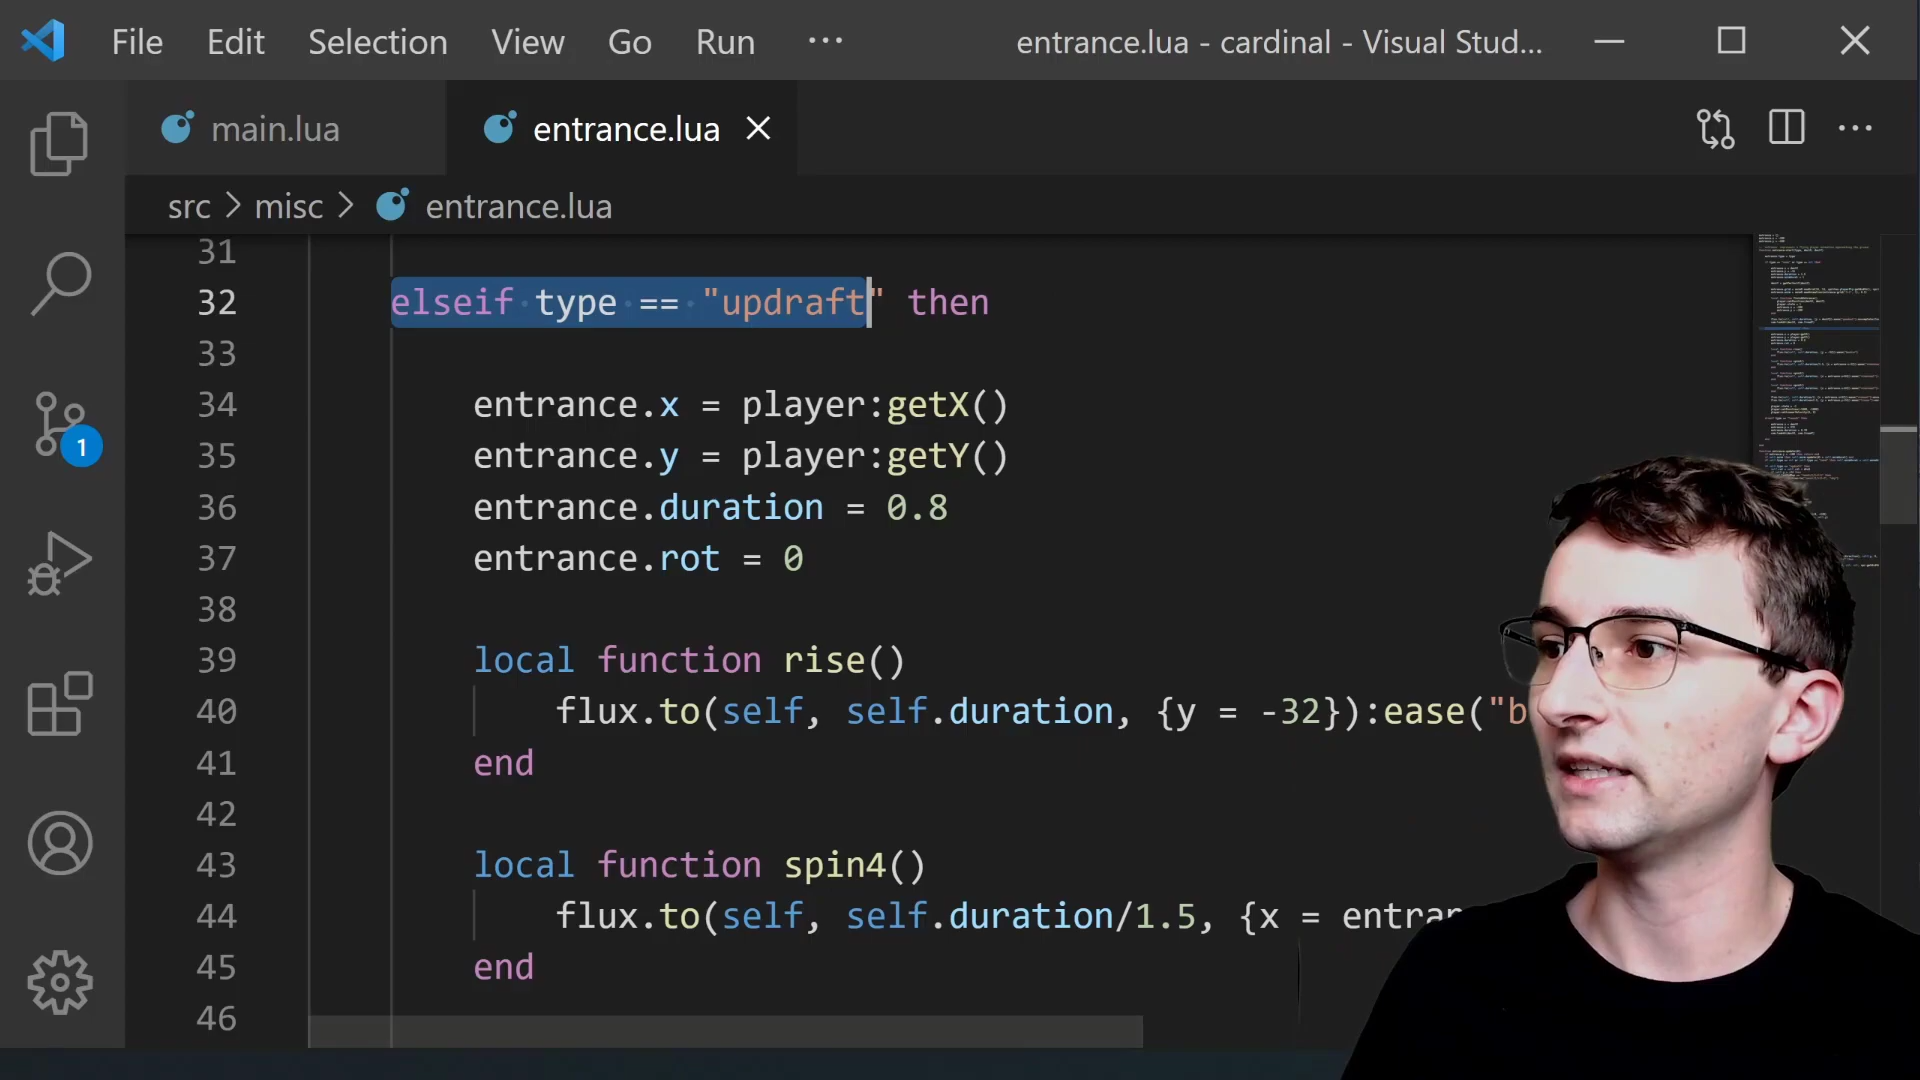 File Edit Selection View Go Run ... entrance.lua - cardinal - Visual Stud...
main.lua entrance.lua
src > misc > entrance.lua
31
32 elseif type == "updraft" then
33
34 entrance.x = player:getX()
35 entrance.y = player:getY()
36 entrance.duration = 0.8
37 entrance.rot = 0
38
39 local function rise()
40 flux.to(self, self.duration, {y = -32}):ease("b
41 end
42
43 local function spin4()
44 flux.to(self, self.duration/1.5, {x = entran
45 end
46
1